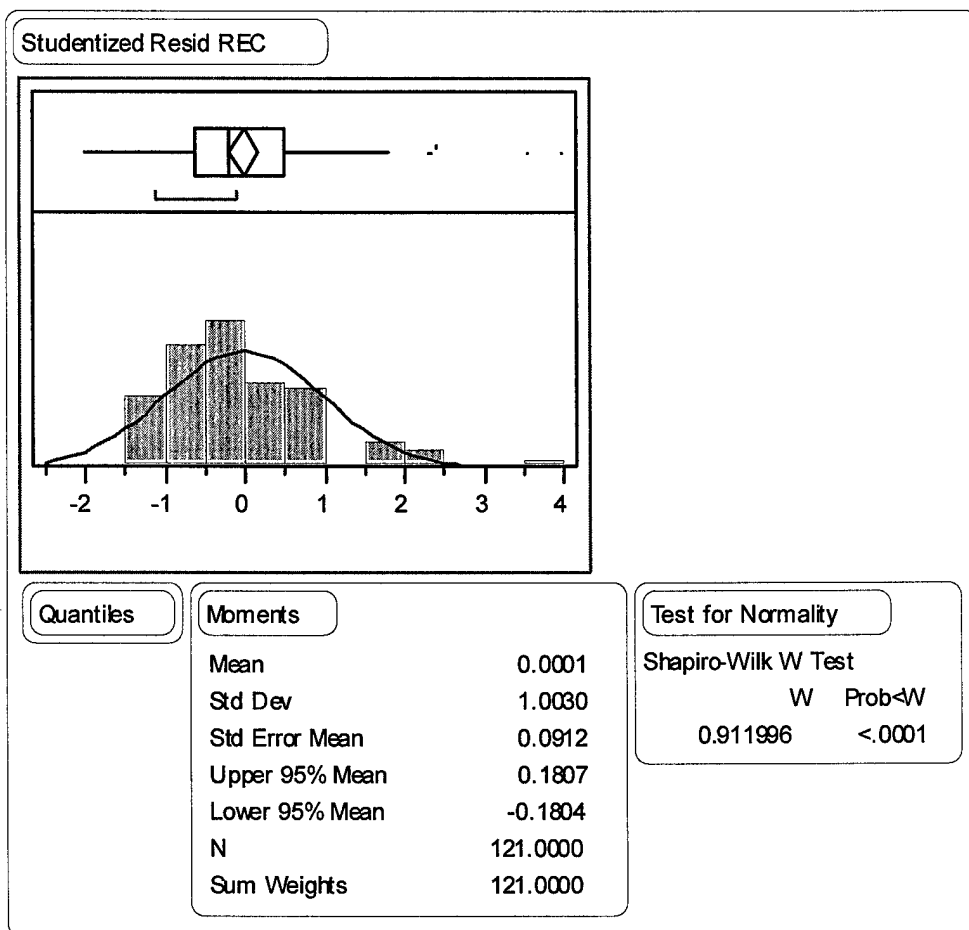 Studentized Resid REC
-2 -1 0 1 2 3 4
Quantiles
Moments
Mean 0.0001
Std Dev 1.0030
Std Error Mean 0.0912
Upper 95% Mean 0.1807
Lower 95% Mean -0.1804
N 121.0000
Sum Weights 121.0000
Test for Normality
Shapiro-Wilk W Test
W Prob<W
0.911996 <.0001